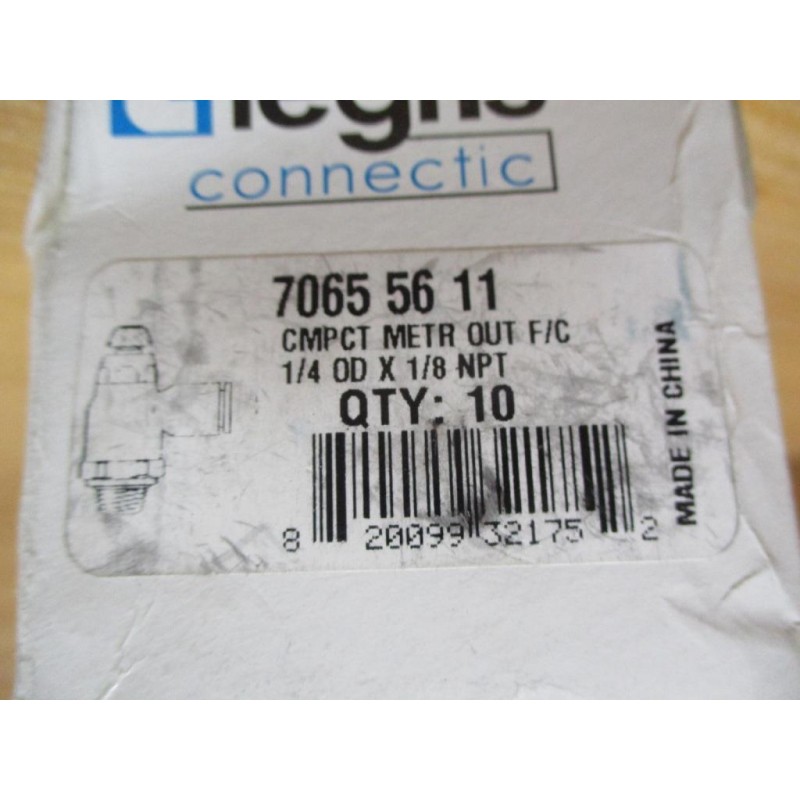 legris
connectic
7065 56 11
CMPCT METR OUT F/C
1/4 OD X 1/8 NPT
QTY: 10
8 20099 32175 2
MADE IN CHINA